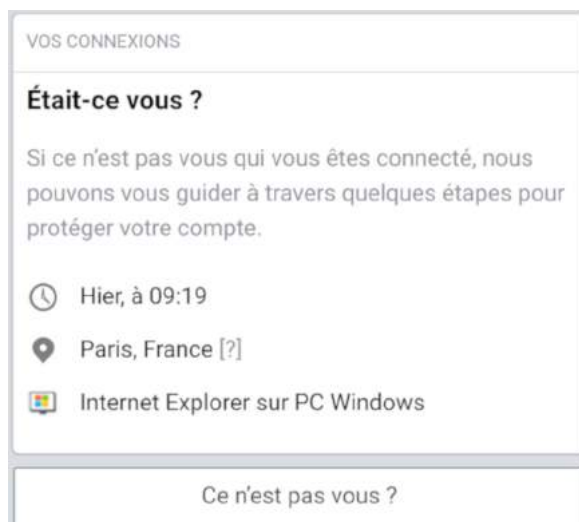 VOS CONNEXIONS
Était-ce vous ?
Si ce n'est pas vous qui vous êtes connecté, nous
pouvons vous guider à travers quelques étapes pour
protéger votre compte.
Hier, à 09:19
Paris, France [?]
Internet Explorer sur PC Windows
Ce n'est pas vous ?